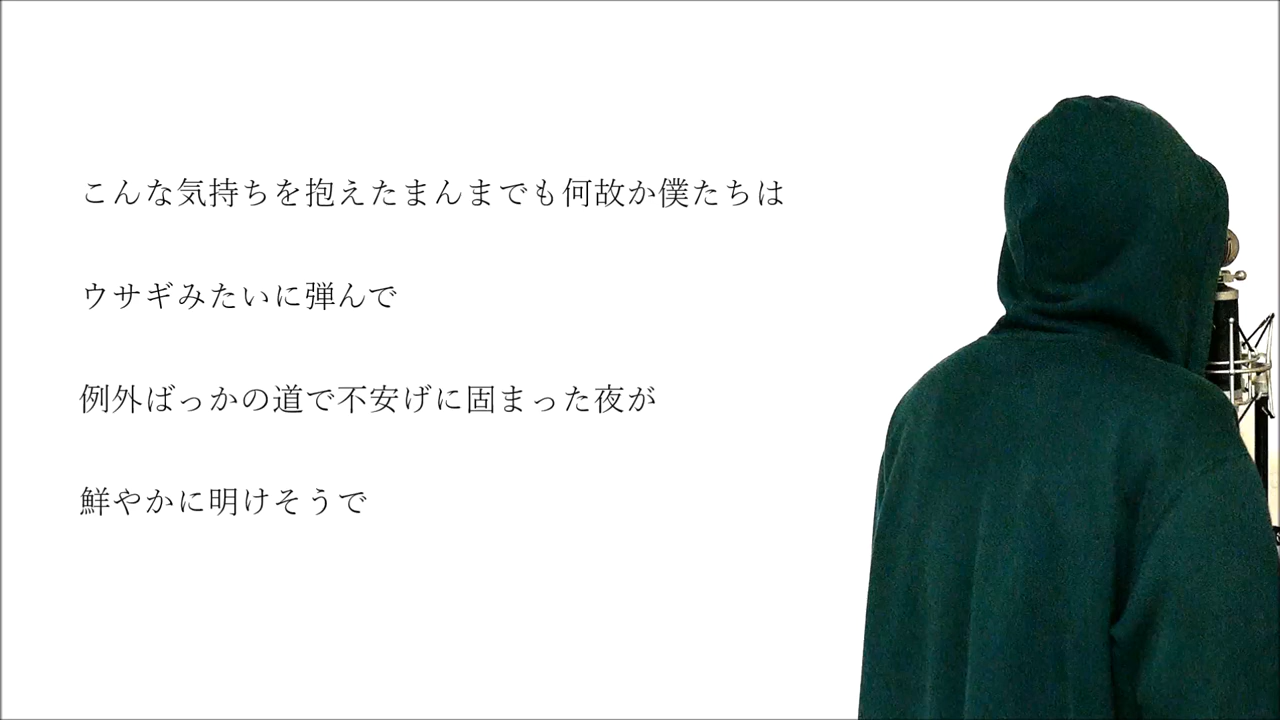 こんな気持ちを抱えたまんまでも何故か僕たちは
ウサギみたいに弾んで
例外ばっかの道で不安げに固まった夜が
鮮やかに明けそうで